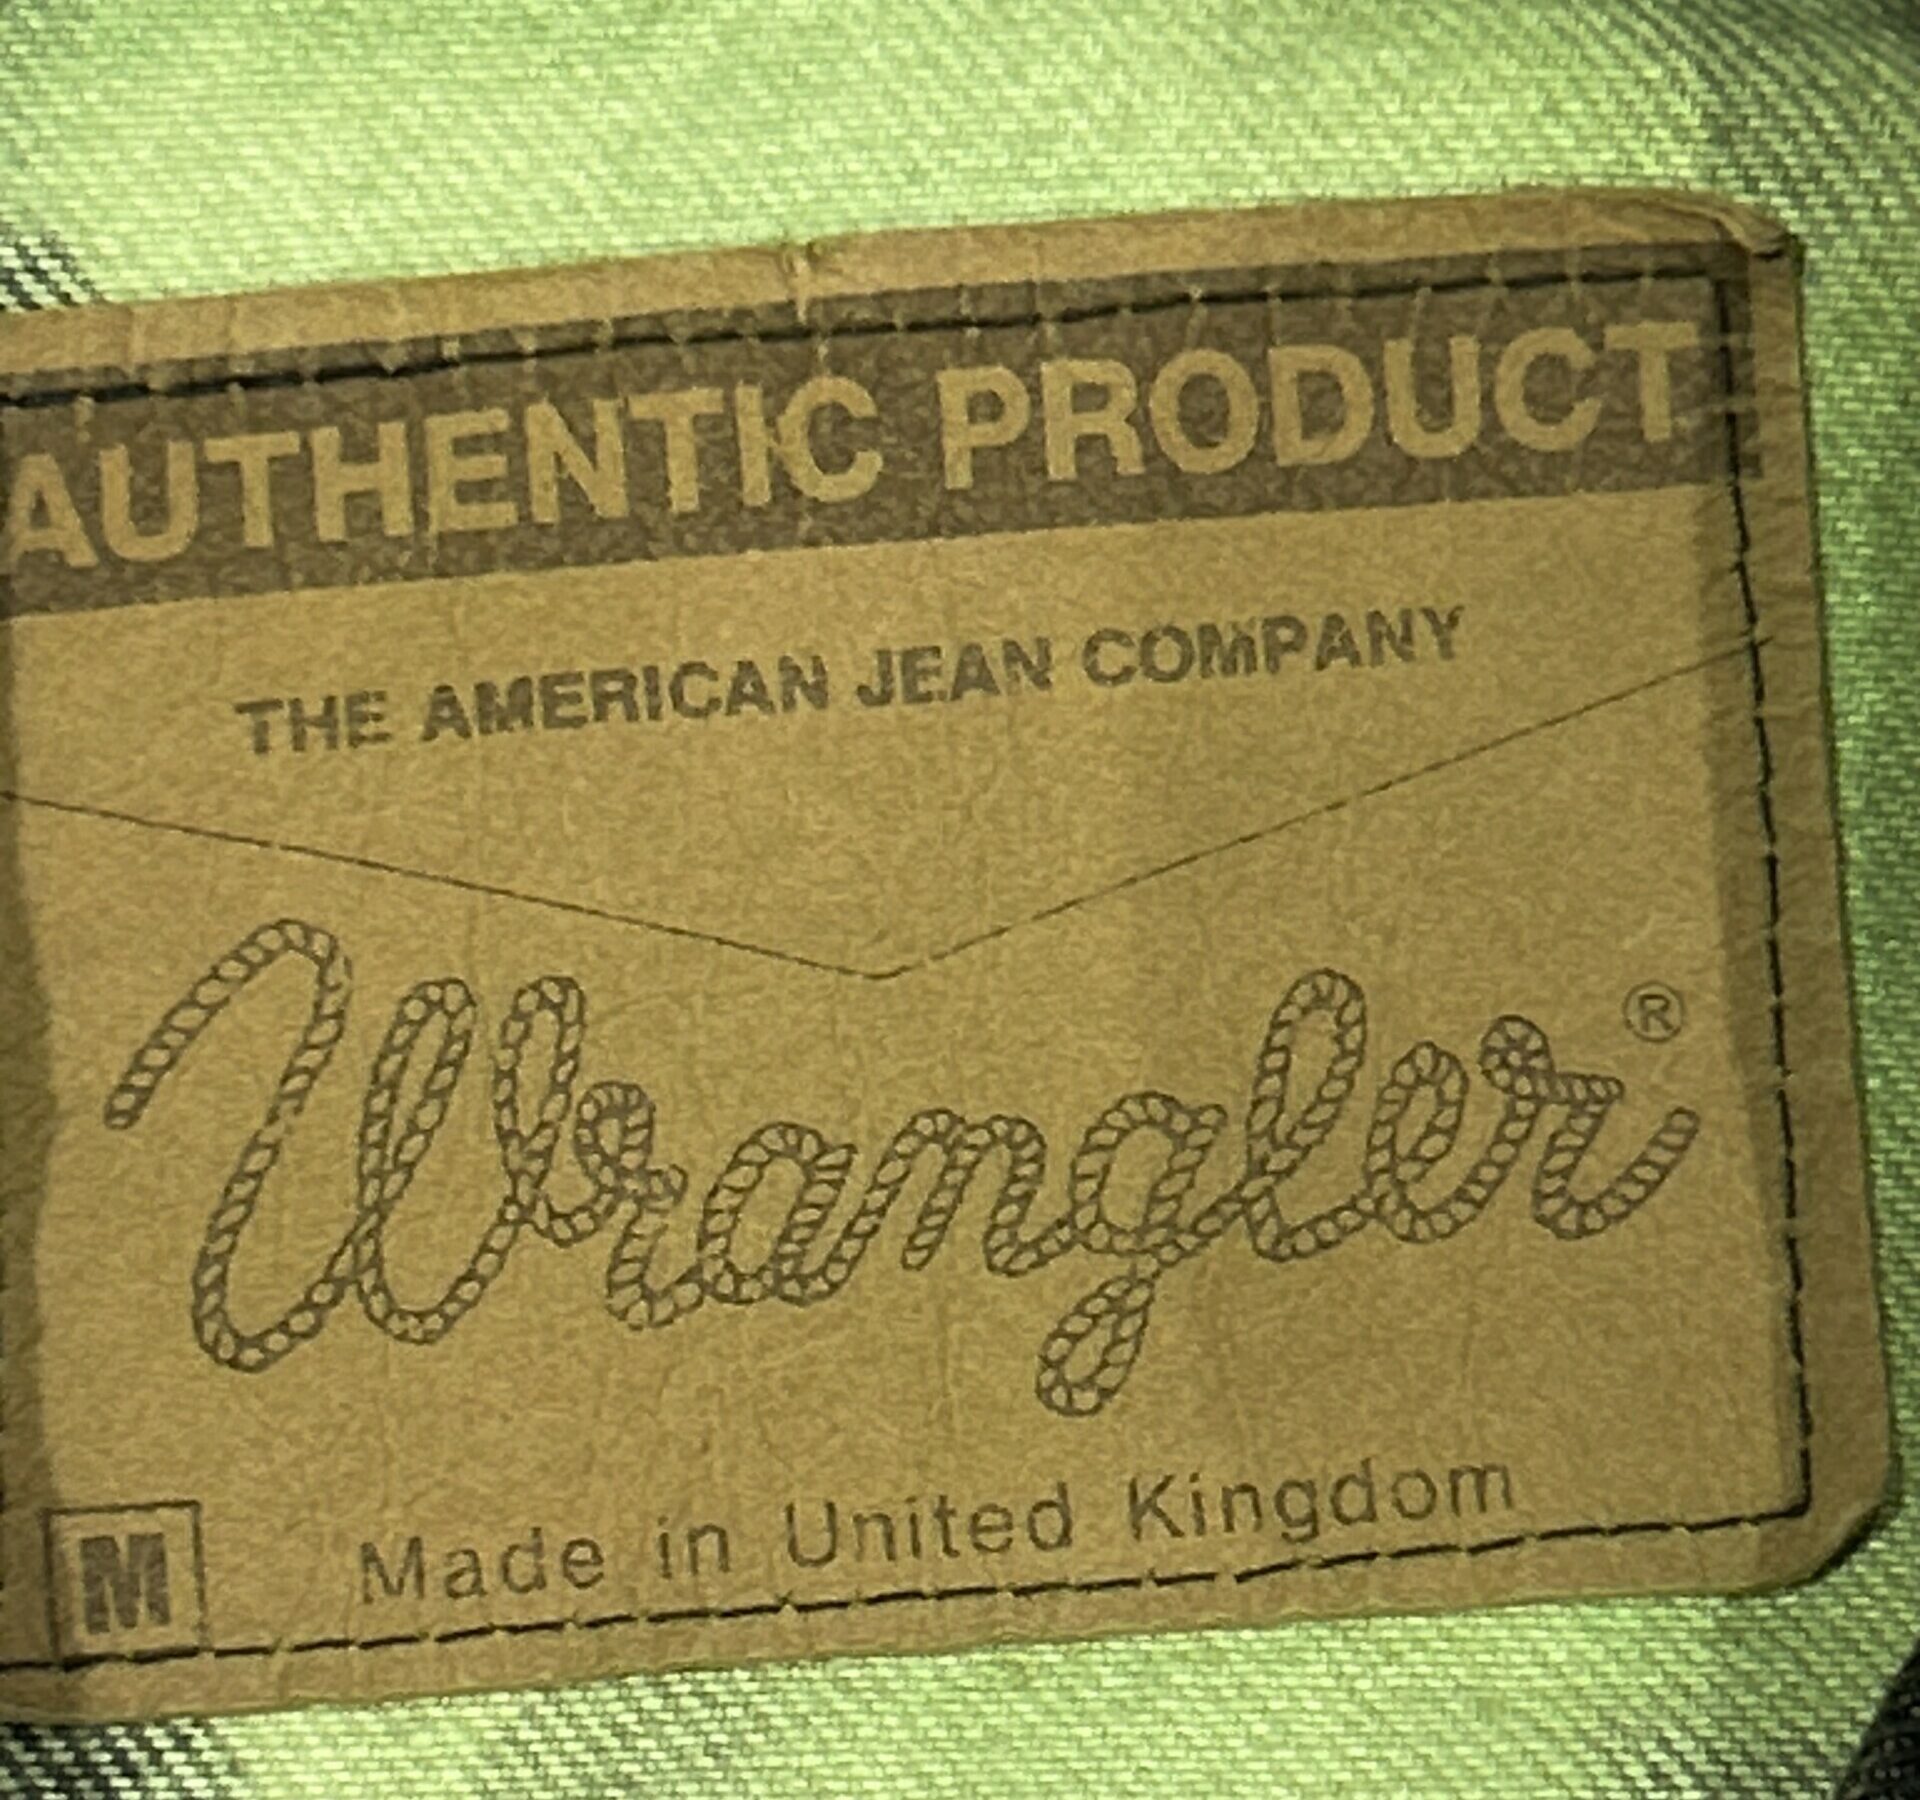 AUTHENTIC PRODUCT
THE AMERICAN JEAN COMPANY
Wrangler ®
M Made in United Kingdom